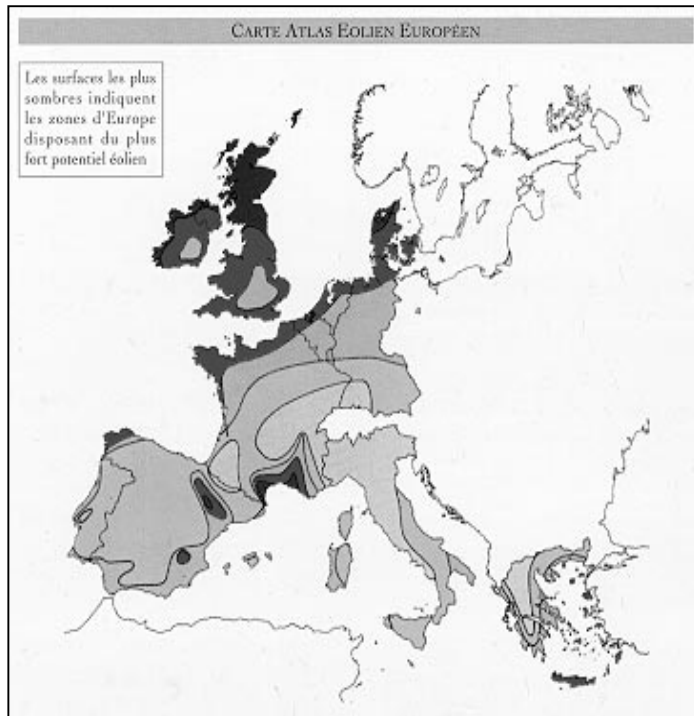 CARTE ATLAS EOLIEN EUROPÉEN
Les surfaces les plus
sombres indiquent
les zones d'Europe
disposant du plus
fort potentiel éolien